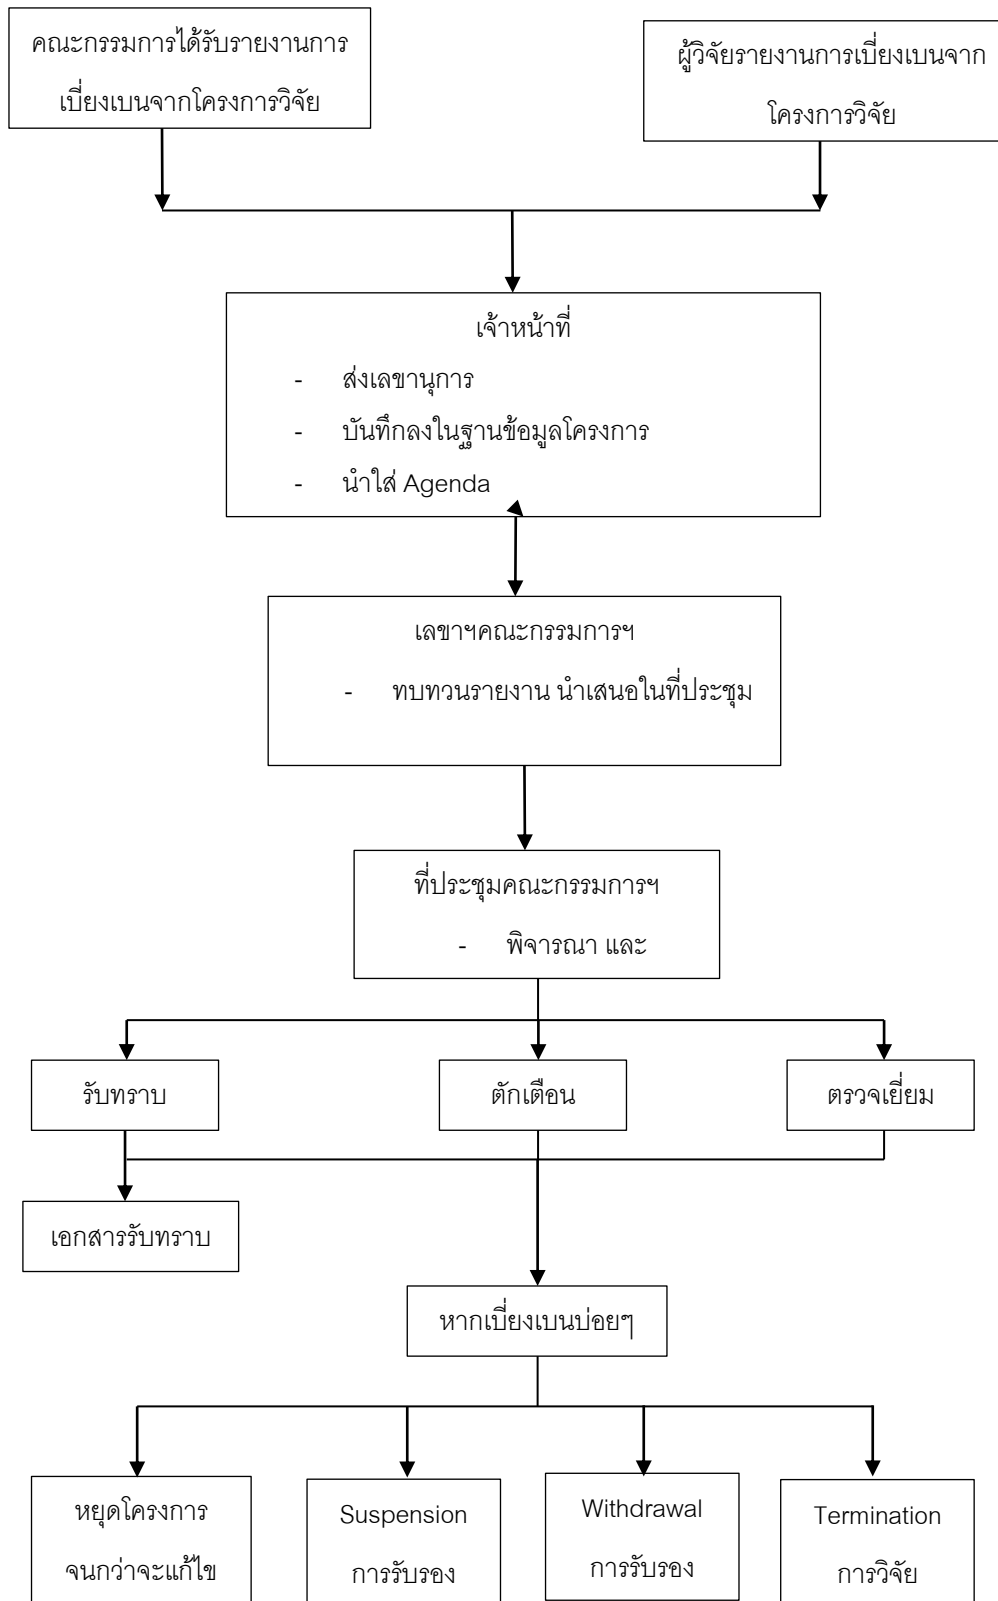 คณะกรรมการได้รับรายงานการ
เบี่ยงเบนจากโครงการวิจัย
ผู้วิจัยรายงานการเบี่ยงเบนจาก
โครงการวิจัย
เจ้าหน้าที่
- ส่งเลขานุการ
- บันทึกลงในฐานข้อมูลโครงการ
- นำใส่ Agenda
เลขาฯคณะกรรมการฯ
- ทบทวนรายงาน นำเสนอในที่ประชุม
ที่ประชุมคณะกรรมการฯ
- พิจารณา และ
รับทราบ
ตักเตือน
ตรวจเยี่ยม
เอกสารรับทราบ
หากเบี่ยงเบนบ่อยๆ
หยุดโครงการ
จนกว่าจะแก้ไข
Suspension
การรับรอง
Withdrawal
การรับรอง
Termination
การวิจัย